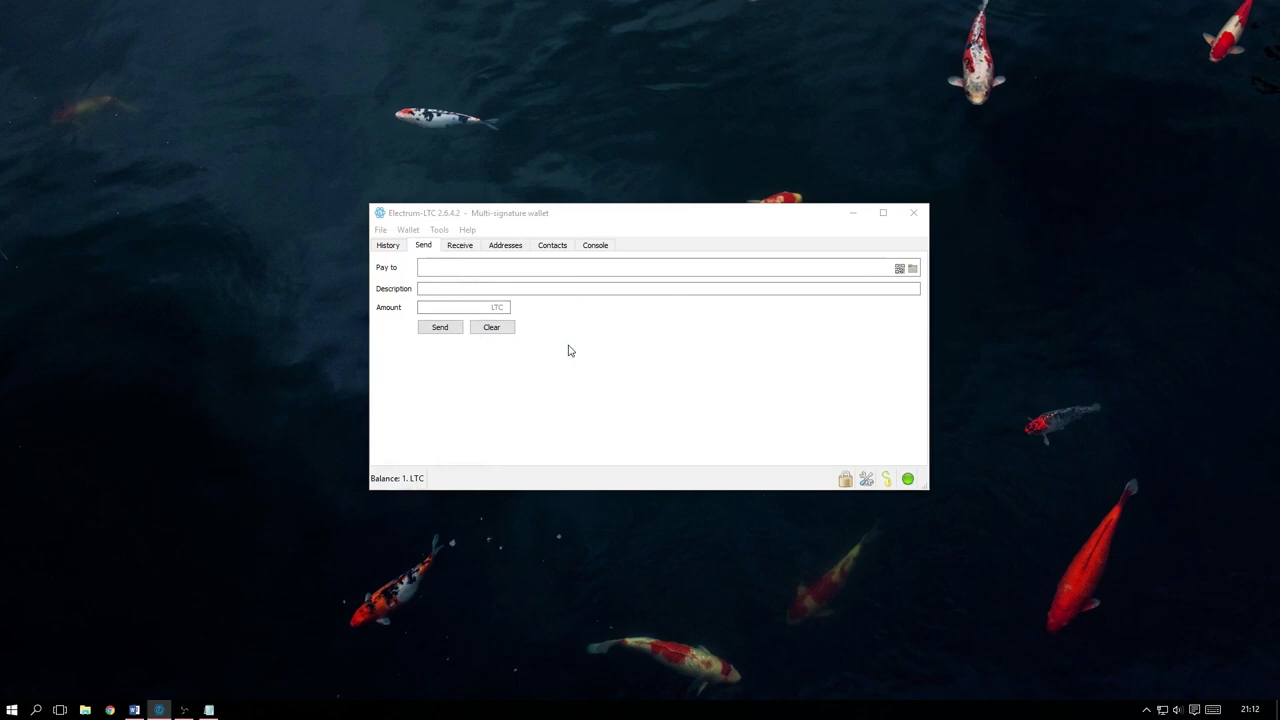 Electrum-LTC 2.6.4.2 - Multi-signature wallet
File Wallet Tools Help
History Send Receive Addresses Contacts Console
Pay to
Description
Amount LTC
Send Clear
Balance: 1. LTC
21:12